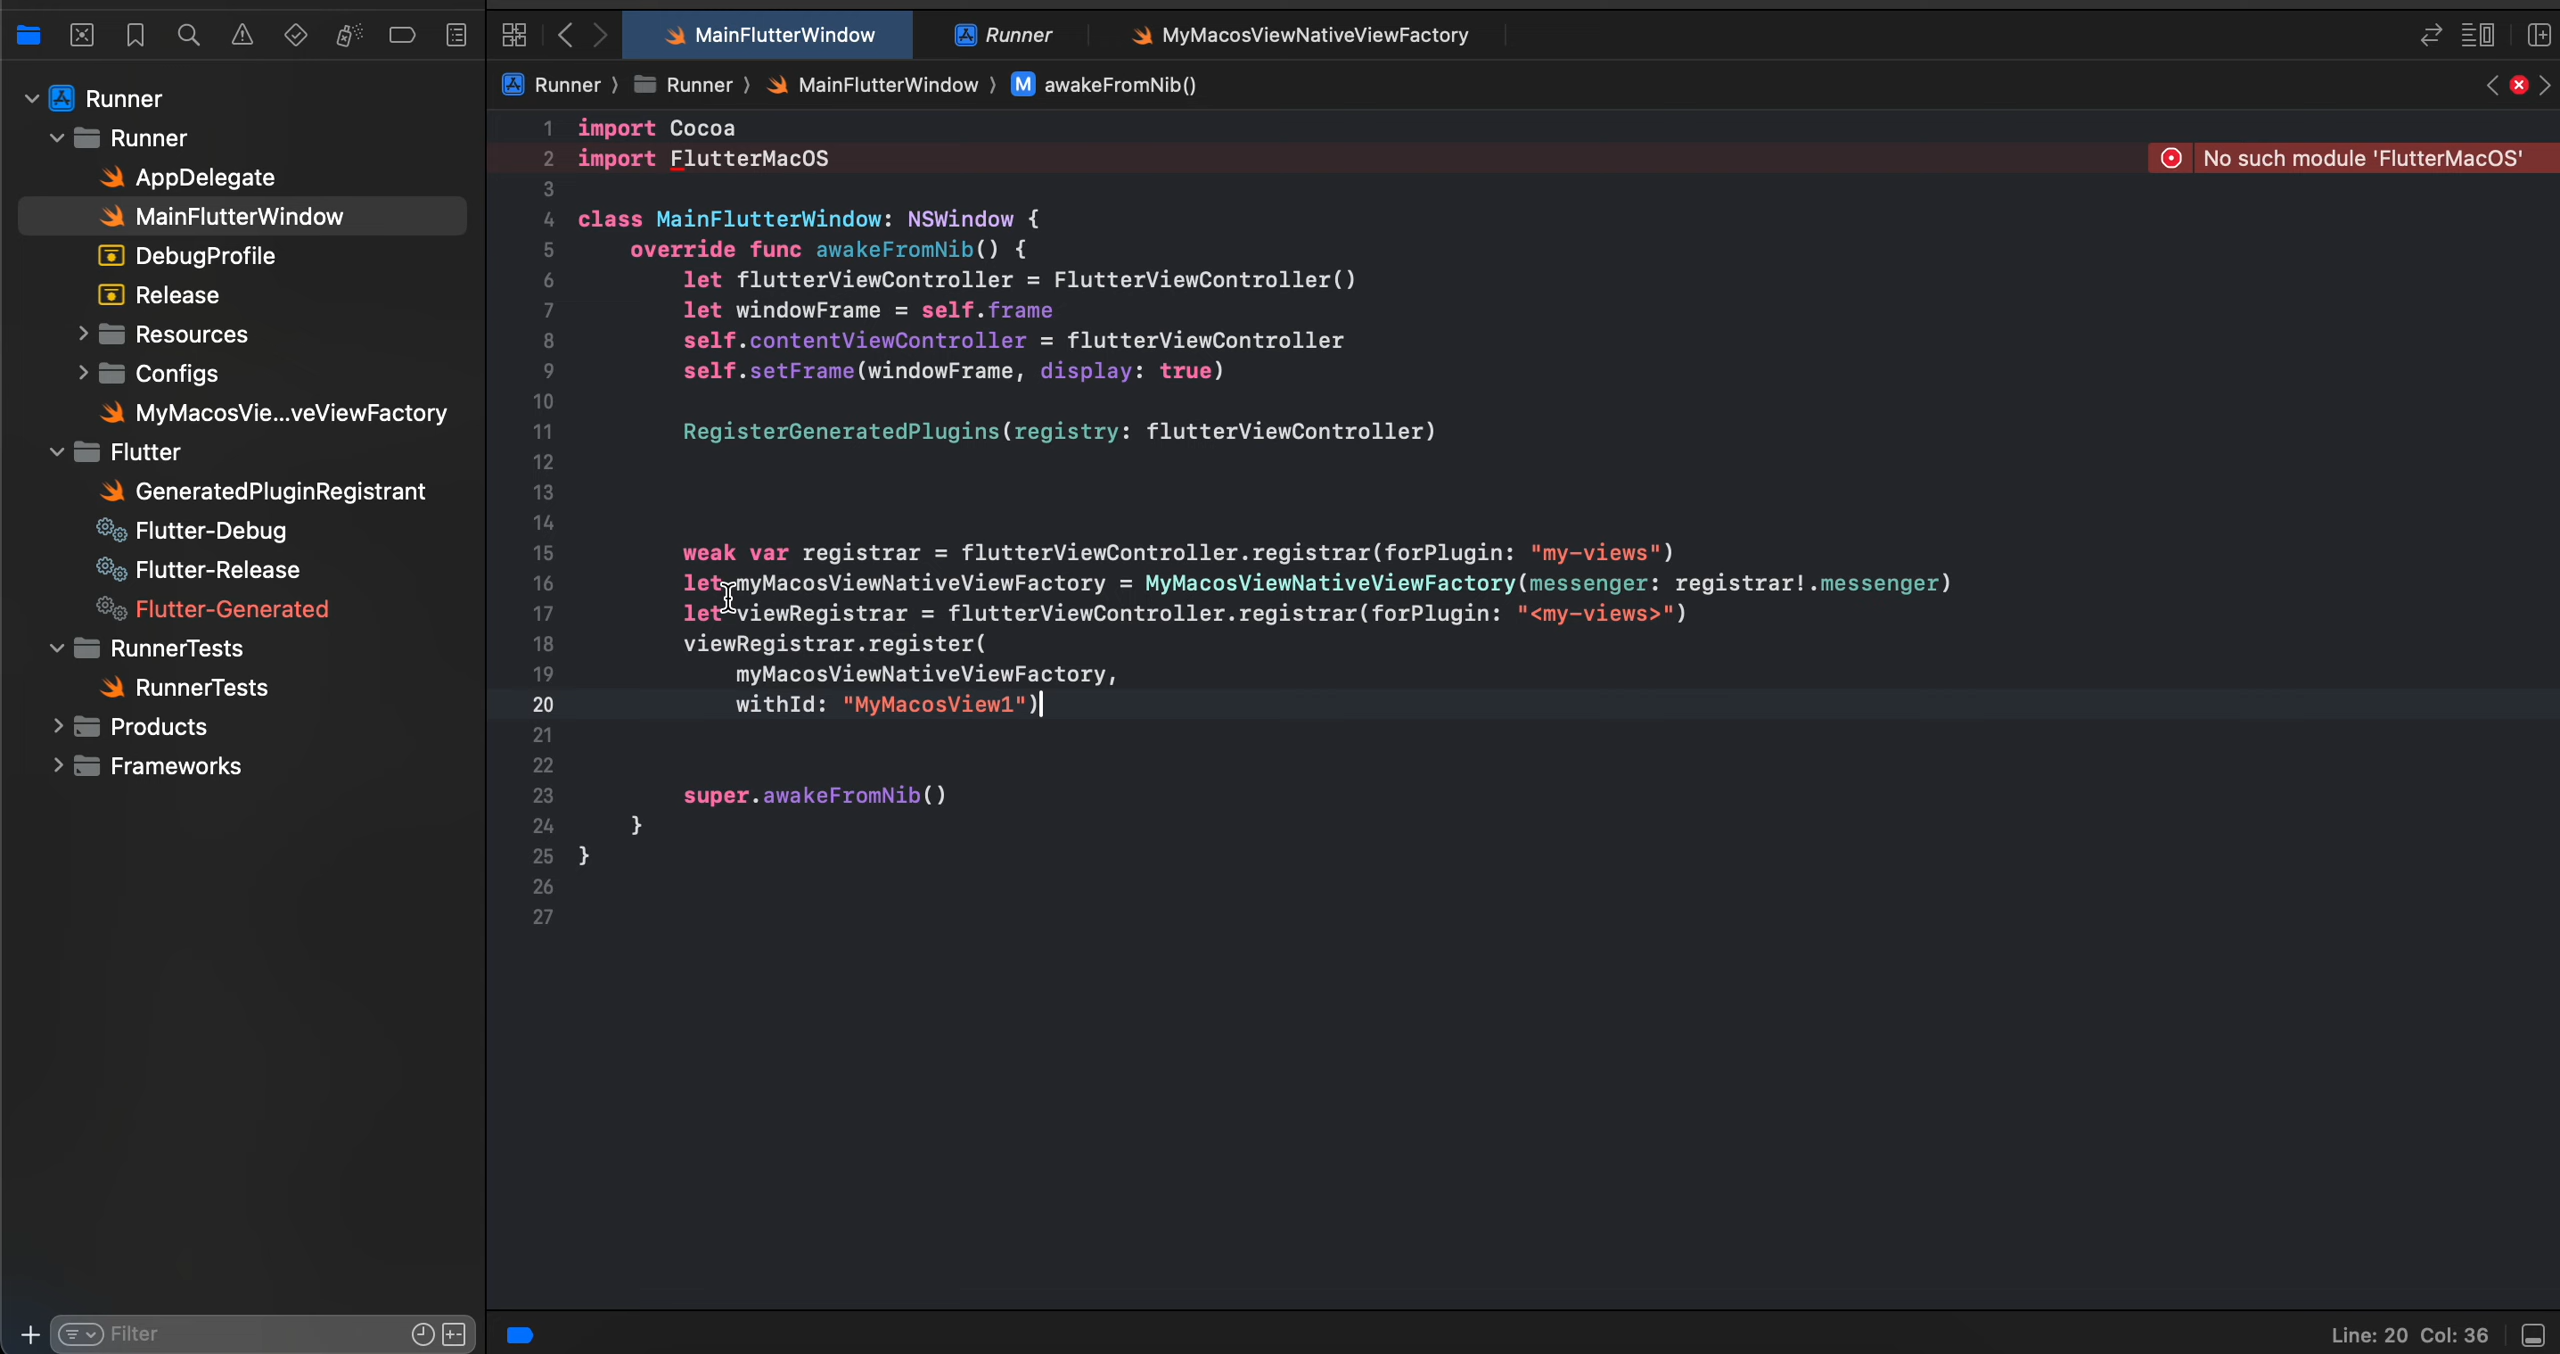 MainFlutterWindow
Runner
MyMacosViewNativeViewFactory
Runner
Runner
MainFlutterWindow
M
awakeFromNib()
Runner
Runner
AppDelegate
MainFlutterWindow
DebugProfile
Release
Resources
Configs
MyMacosVie...veViewFactory
Flutter
GeneratedPluginRegistrant
Flutter-Debug
Flutter-Release
Flutter-Generated
RunnerTests
RunnerTests
Products
Frameworks
Filter
1 import Cocoa
2 import FlutterMacOS
No such module 'FlutterMacOS'
3
4 class MainFlutterWindow: NSWindow {
5 override func awakeFromNib() {
6 let flutterViewController = FlutterViewController()
7 let windowFrame = self.frame
8 self.contentViewController = flutterViewController
9 self.setFrame(windowFrame, display: true)
10
11 RegisterGeneratedPlugins(registry: flutterViewController)
12
13
14
15 weak var registrar = flutterViewController.registrar(forPlugin: "my-views")
16 let myMacosViewNativeViewFactory = MyMacosViewNativeViewFactory(messenger: registrar!.messenger)
17 let viewRegistrar = flutterViewController.registrar(forPlugin: "<my-views>")
18 viewRegistrar.register(
19 myMacosViewNativeViewFactory,
20 withId: "MyMacosView1")
21
22
23 super.awakeFromNib()
24 }
25 }
26
27
Line: 20 Col: 36